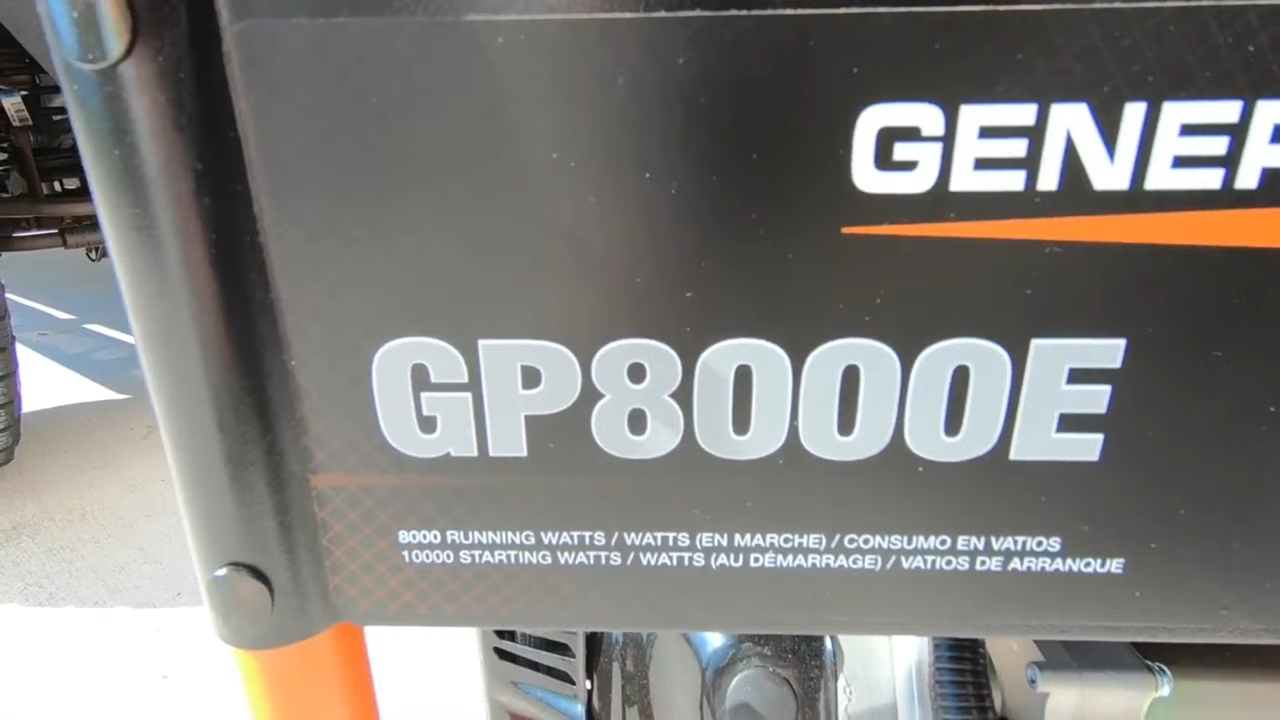 GENER
GP8000E
8000 RUNNING WATTS / WATTS (EN MARCHE) / CONSUMO EN VATIOS
10000 STARTING WATTS / WATTS (AU DÉMARRAGE) / VATIOS DE ARRANQUE